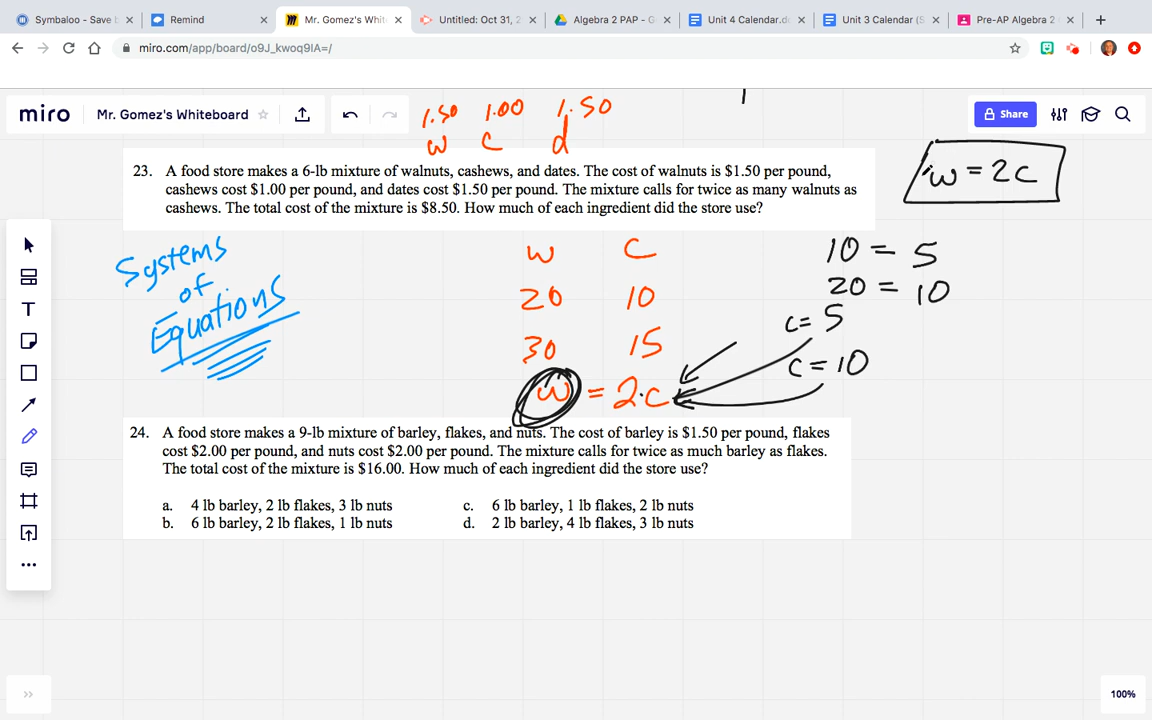 Symbaloo - Save b
Remind
Mr. Gomez's Whit
Untitled: Oct 31, 2
Algebra 2 PAP - G
Unit 4 Calendar.d
Unit 3 Calendar (S
Pre-AP Algebra 2
miro.com/app/board/o9J_kwoq9IA=/
miro
Mr. Gomez's Whiteboard
Share
1.50 1.00 1.50
w c d
23. A food store makes a 6-lb mixture of walnuts, cashews, and dates. The cost of walnuts is $1.50 per pound,
cashews cost $1.00 per pound, and dates cost $1.50 per pound. The mixture calls for twice as many walnuts as
cashews. The total cost of the mixture is $8.50. How much of each ingredient did the store use?
w = 2c
Systems
of
Equations
w c
20 10
30 15
w = 2·c
10 = 5
20 = 10
c = 5
c = 10
24. A food store makes a 9-lb mixture of barley, flakes, and nuts. The cost of barley is $1.50 per pound, flakes
cost $2.00 per pound, and nuts cost $2.00 per pound. The mixture calls for twice as much barley as flakes.
The total cost of the mixture is $16.00. How much of each ingredient did the store use?
a. 4 lb barley, 2 lb flakes, 3 lb nuts
b. 6 lb barley, 2 lb flakes, 1 lb nuts
c. 6 lb barley, 1 lb flakes, 2 lb nuts
d. 2 lb barley, 4 lb flakes, 3 lb nuts
100%